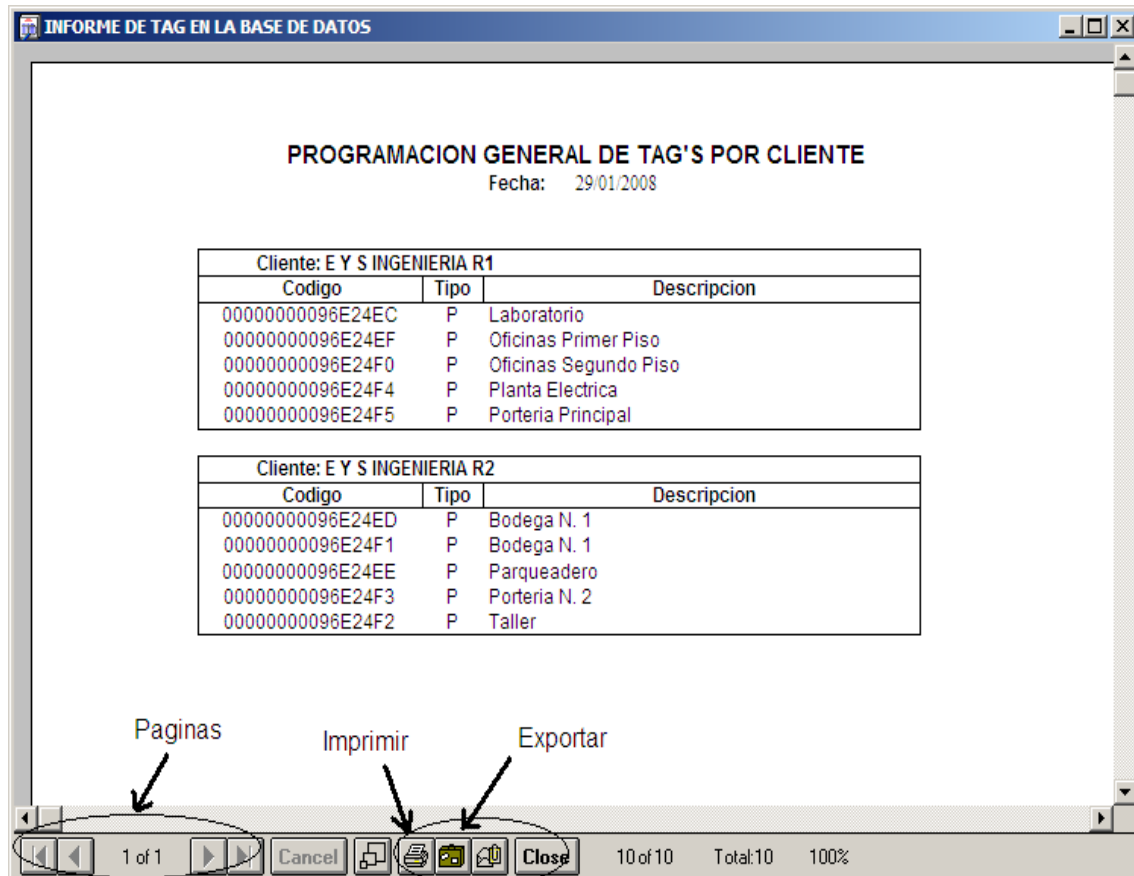 INFORME DE TAG EN LA BASE DE DATOS
PROGRAMACION GENERAL DE TAG'S POR CLIENTE
Fecha: 29/01/2008
Cliente: E Y S INGENIERIA R1
Codigo Tipo Descripcion
00000000096E24EC P Laboratorio
00000000096E24EF P Oficinas Primer Piso
00000000096E24F0 P Oficinas Segundo Piso
00000000096E24F4 P Planta Electrica
00000000096E24F5 P Porteria Principal
Cliente: E Y S INGENIERIA R2
Codigo Tipo Descripcion
00000000096E24ED P Bodega N. 1
00000000096E24F1 P Bodega N. 1
00000000096E24EE P Parqueadero
00000000096E24F3 P Porteria N. 2
00000000096E24F2 P Taller
Paginas Imprimir Exportar
1 of 1 Cancel Close 10 of 10 Total:10 100%